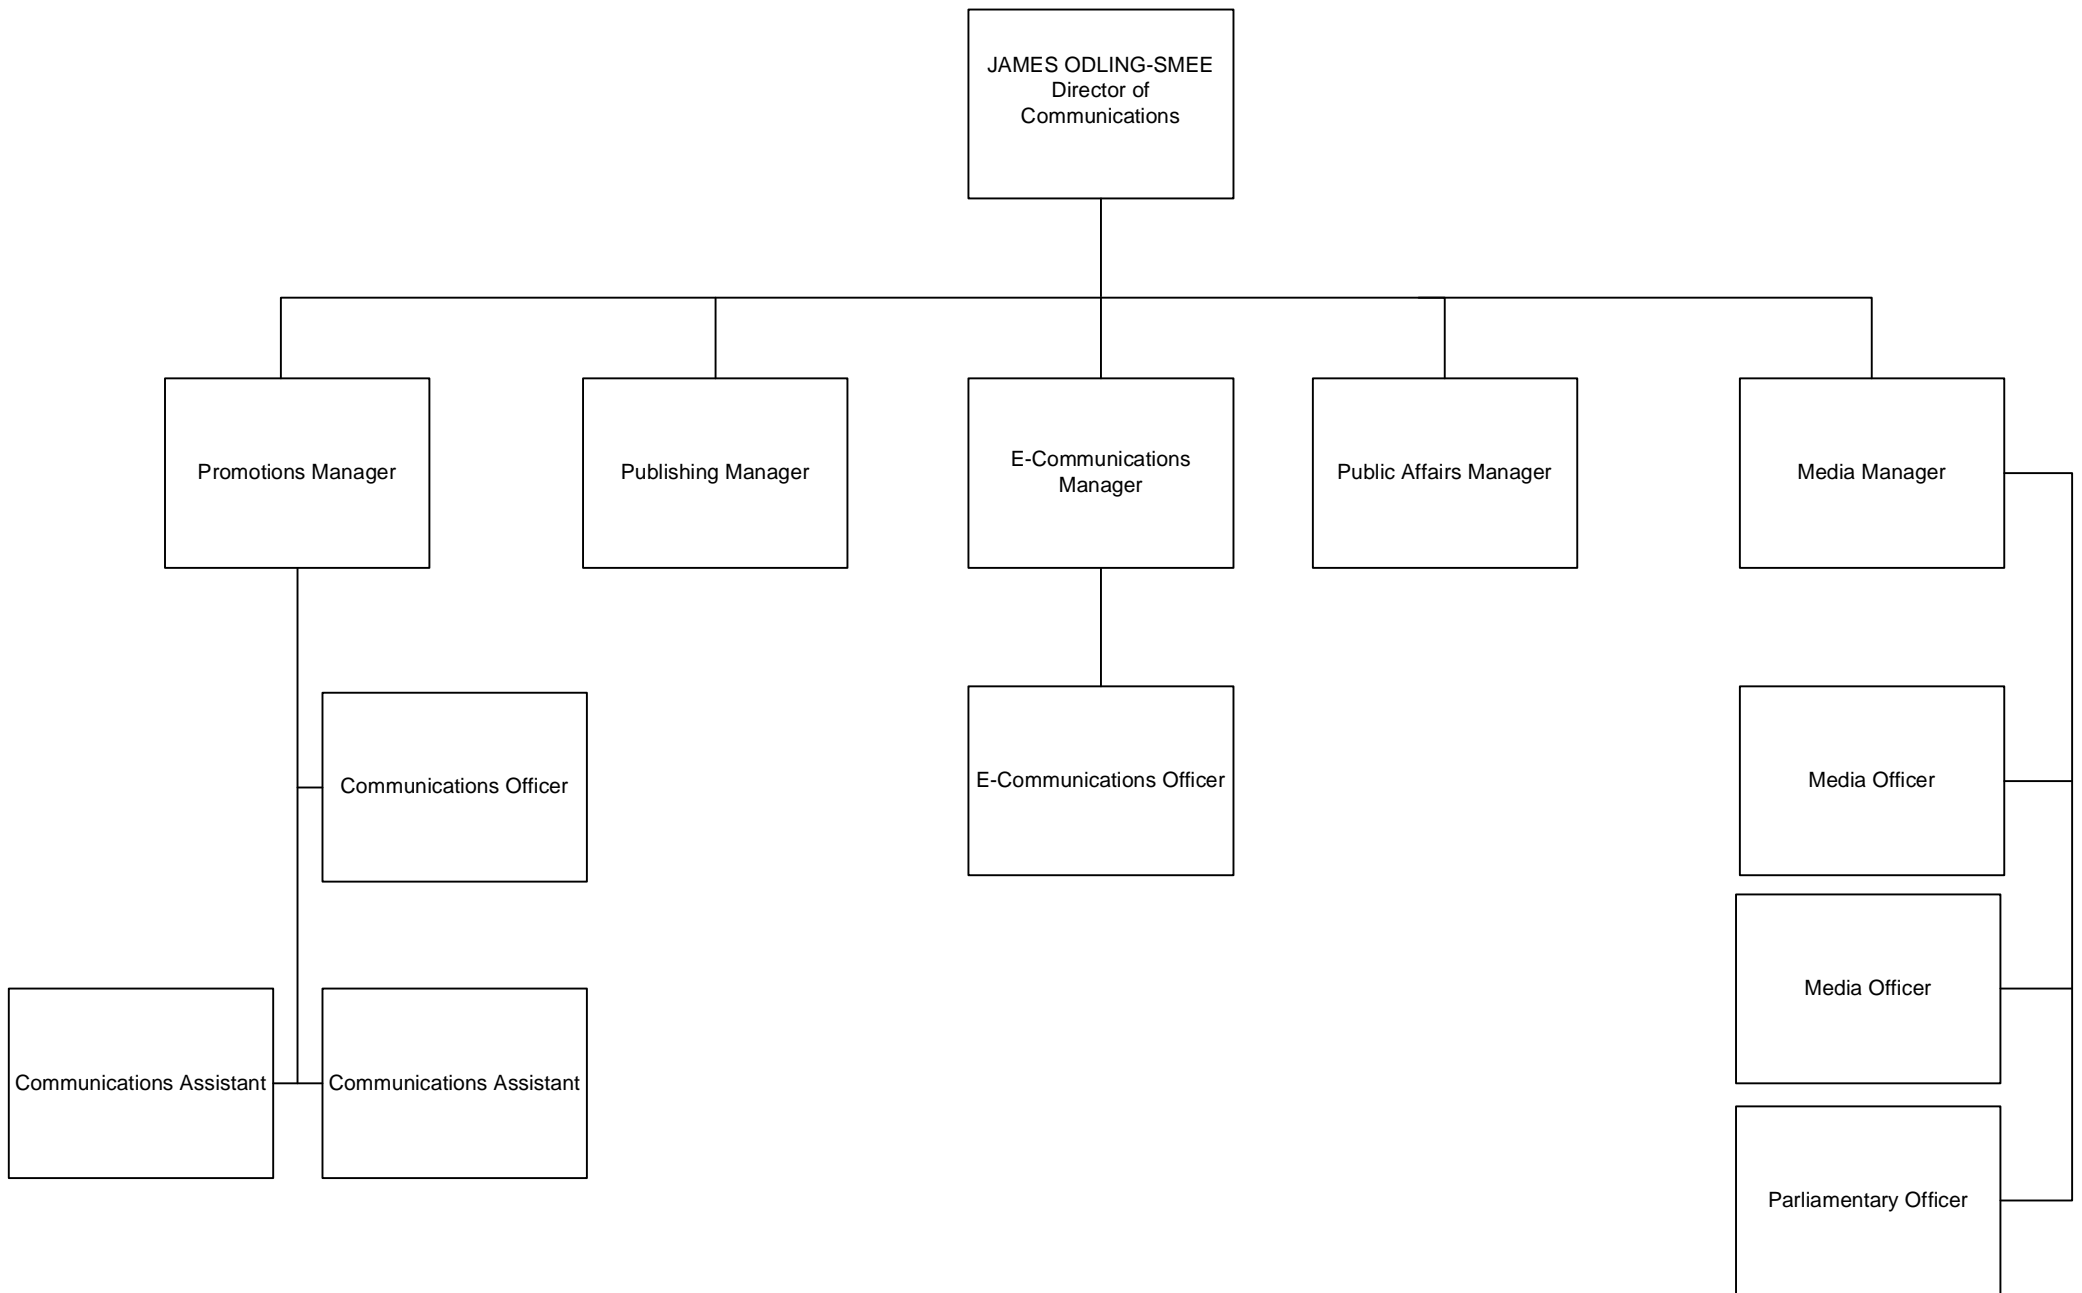 JAMES ODLING-SMEE
Director of
Communications
Promotions Manager
Publishing Manager
E-Communications
Manager
Public Affairs Manager
Media Manager
Communications Officer
E-Communications Officer
Media Officer
Media Officer
Communications Assistant
Communications Assistant
Parliamentary Officer